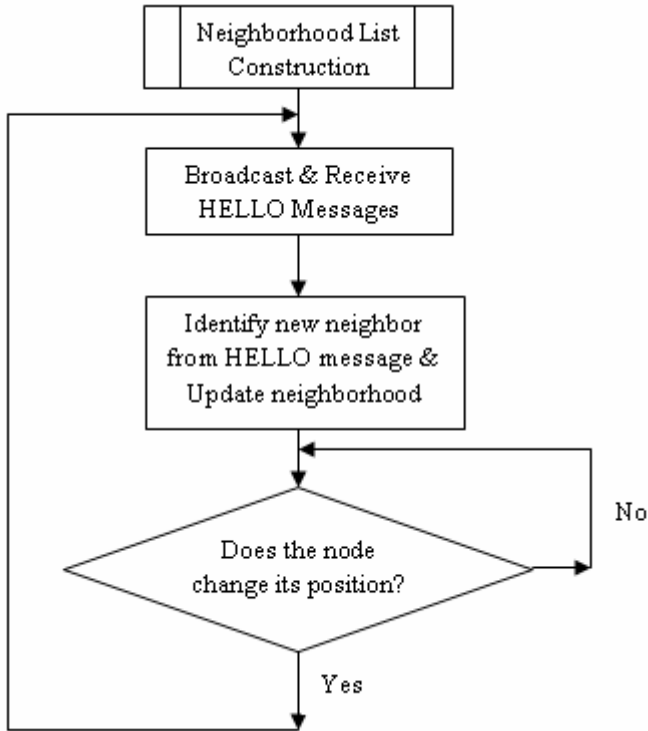 Neighborhood List
Construction
Broadcast & Receive
HELLO Messages
Identify new neighbor
from HELLO message &
Update neighborhood
No
Does the node
change its position?
Yes